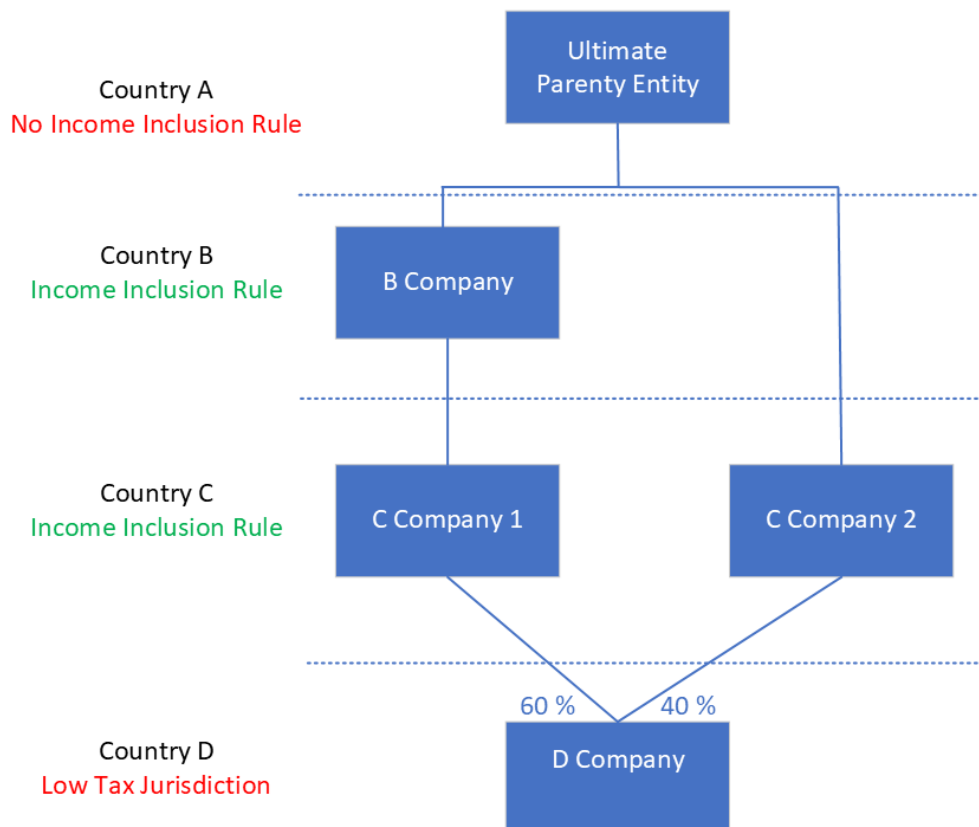 Ultimate
Parenty Entity
Country A
No Income Inclusion Rule
Country B
Income Inclusion Rule
B Company
Country C
Income Inclusion Rule
C Company 1
C Company 2
60 %
40 %
Country D
Low Tax Jurisdiction
D Company